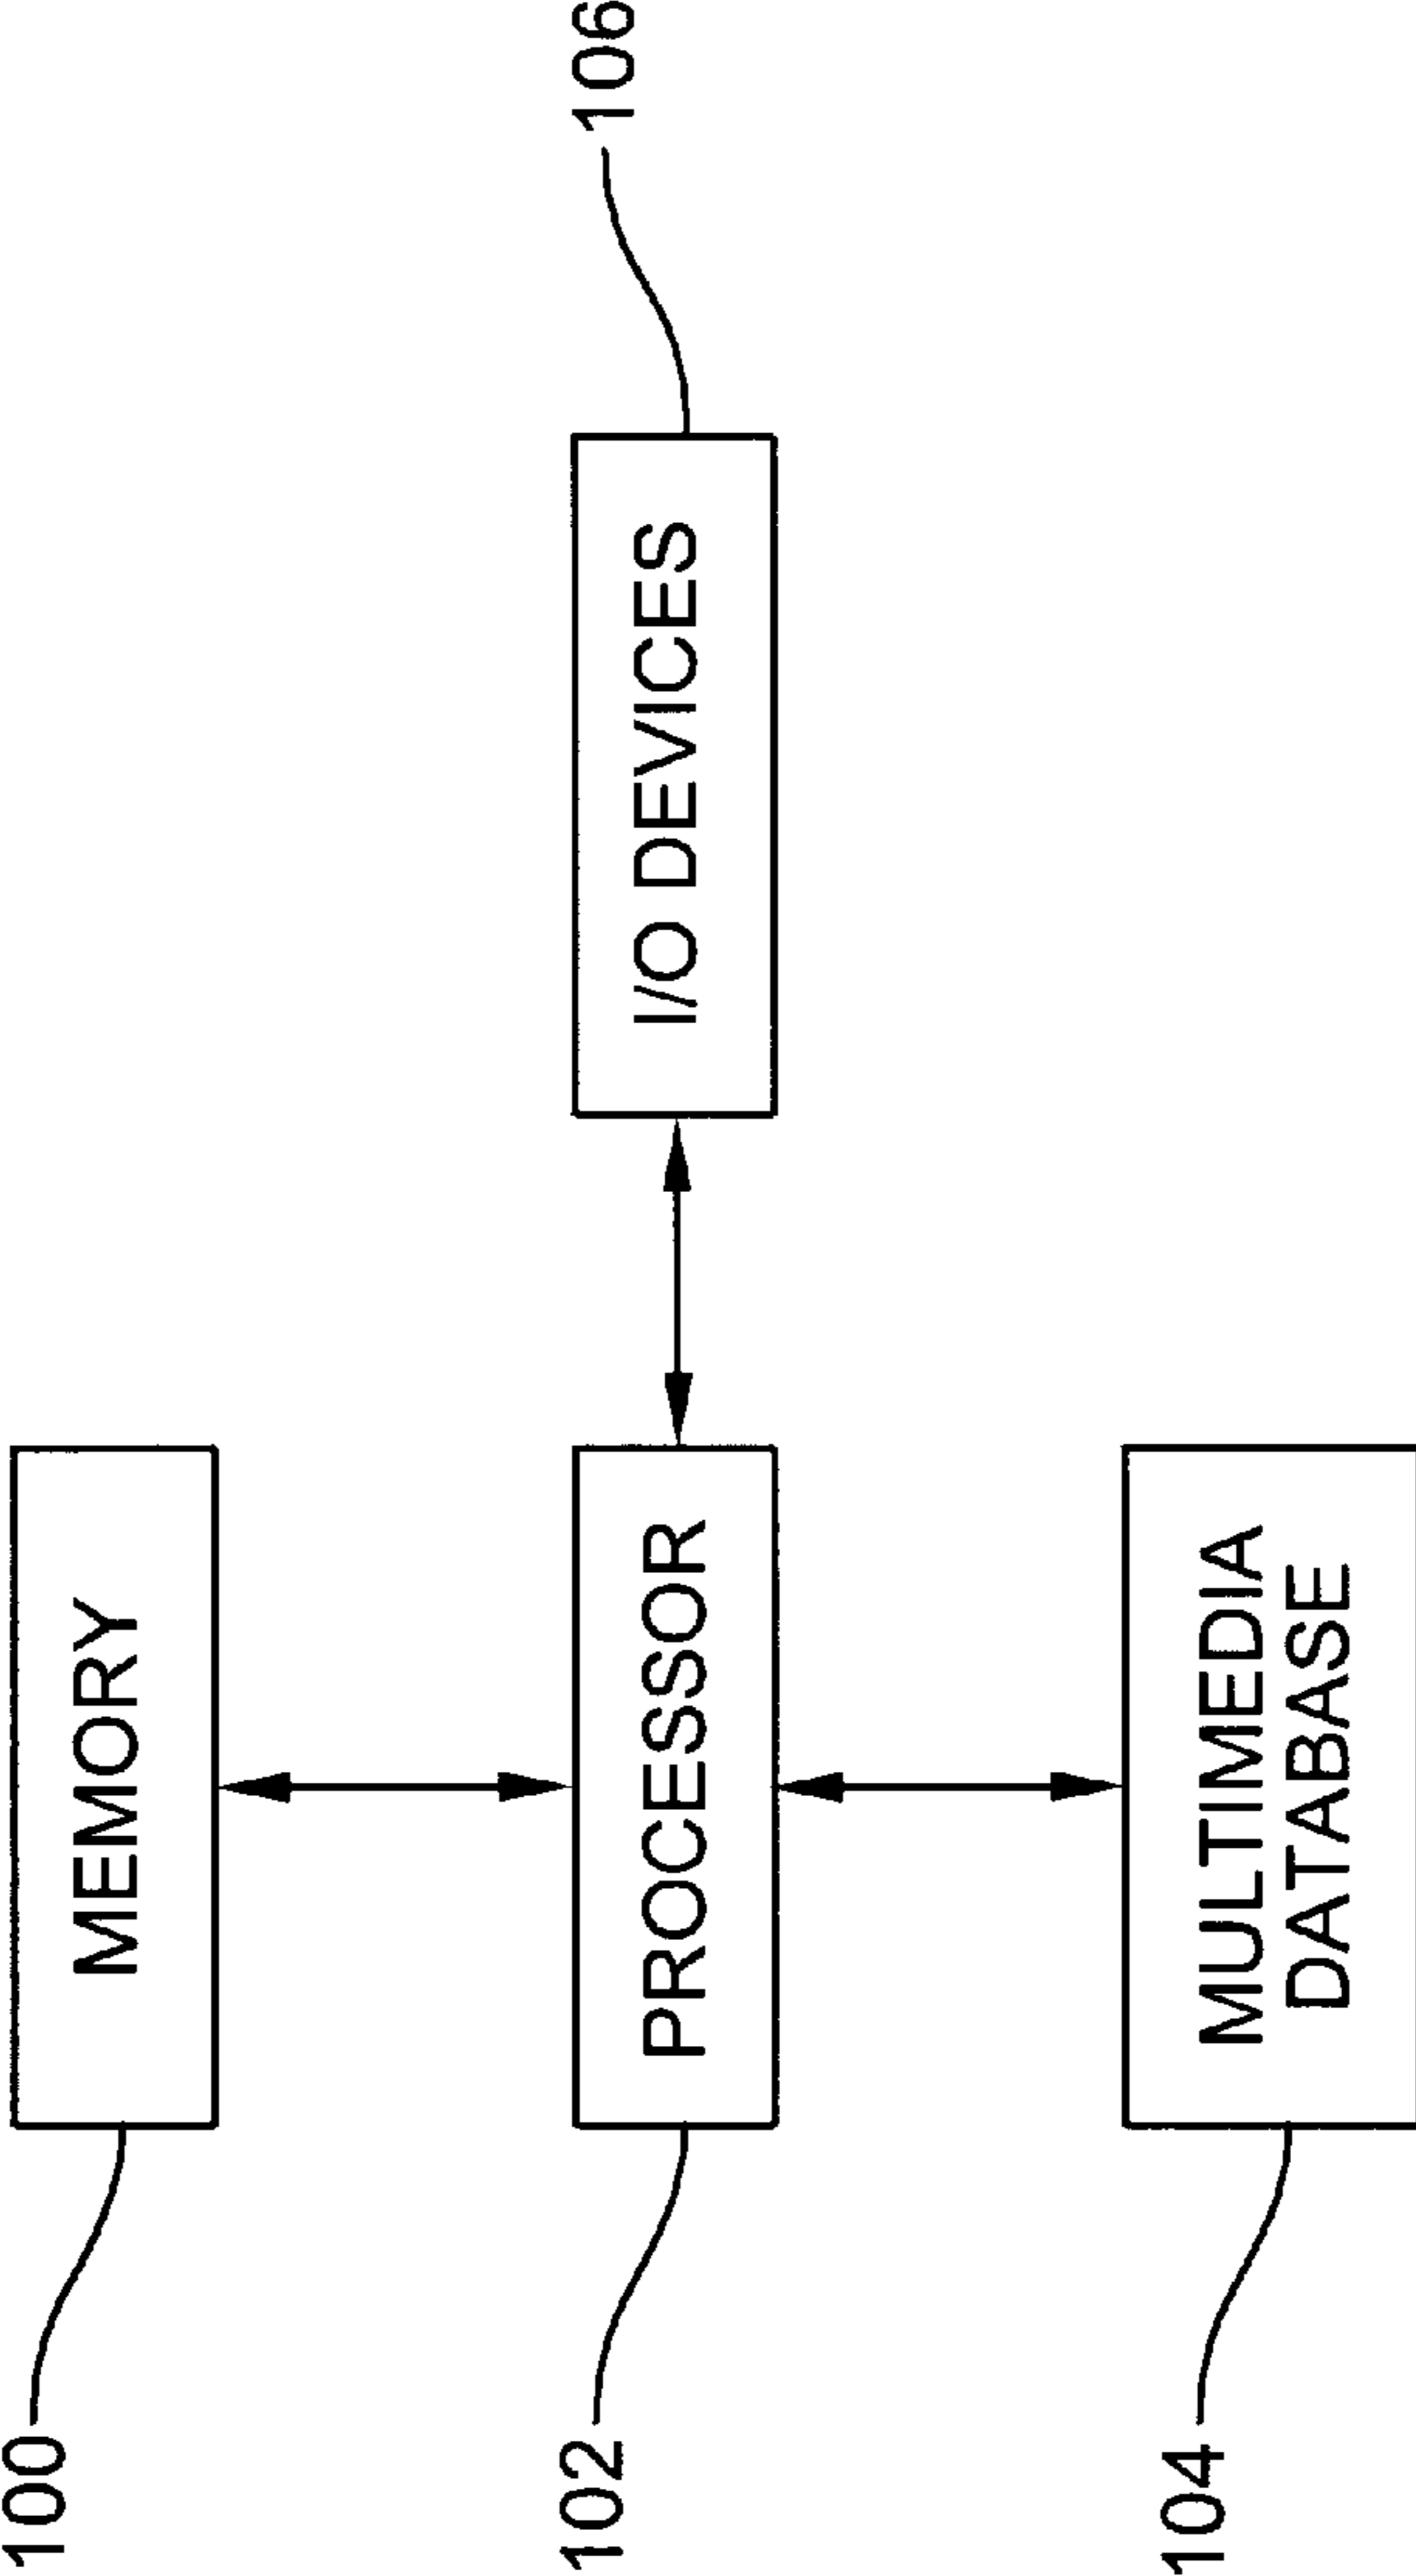 100
MEMORY
102
PROCESSOR
I/O DEVICES
106
104
MULTIMEDIA
DATABASE